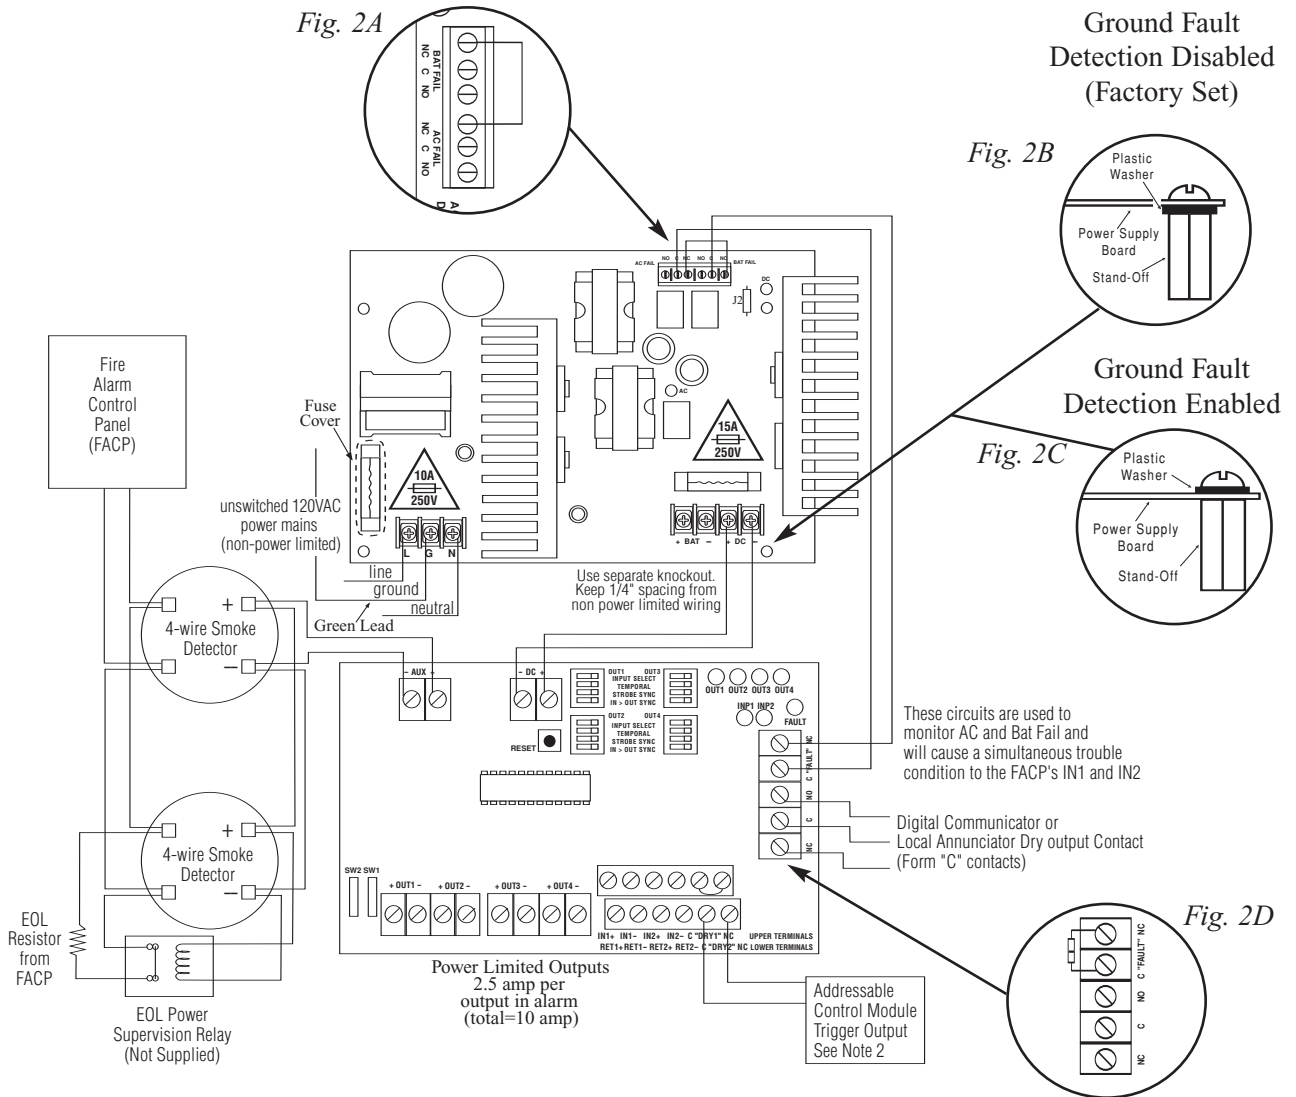 Fig. 2A
NC C NO
BAT FAIL
NC C NO
AC FAIL
Ground Fault
Detection Disabled
(Factory Set)
Fig. 2B
Plastic
Washer
Power Supply
Board
Stand-Off
AC FAIL
NO C NC NO C NC
BAT FAIL
DC
J2
AC
Fire
Alarm
Control
Panel
(FACP)
Fuse
Cover
10A
250V
15A
250V
Ground Fault
Detection Enabled
Fig. 2C
Plastic
Washer
Power Supply
Board
Stand-Off
unswitched 120VAC
power mains
(non-power limited)
L G N
+ BAT − + DC −
line
ground
neutral
Green Lead
Use separate knockout.
Keep 1/4" spacing from
non power limited wiring
+
4-wire Smoke
Detector
−
- AUX +
- DC +
OUT1 OUT3
INPUT SELECT
TEMPORAL
STROBE SYNC
IN > OUT SYNC
OUT2 OUT4
INPUT SELECT
TEMPORAL
STROBE SYNC
IN > OUT SYNC
RESET
OUT1 OUT2 OUT3 OUT4
INP1 INP2
FAULT
C "FAULT" NC
NO
C
NC
These circuits are used to
monitor AC and Bat Fail and
will cause a simultaneous trouble
condition to the FACP's IN1 and IN2
Digital Communicator or
Local Annunciator Dry output Contact
(Form "C" contacts)
+
4-wire Smoke
Detector
−
EOL
Resistor
from
FACP
EOL Power
Supervision Relay
(Not Supplied)
SW2 SW1
+ OUT1 - + OUT2 - + OUT3 - + OUT4 -
IN1+ IN1- IN2+ IN2- C "DRY1" NC UPPER TERMINALS
RET1+ RET1- RET2+ RET2- C "DRY2" NC LOWER TERMINALS
Power Limited Outputs
2.5 amp per
output in alarm
(total=10 amp)
Addressable
Control Module
Trigger Output
See Note 2
Fig. 2D
C "FAULT" NC
NO
C
NC